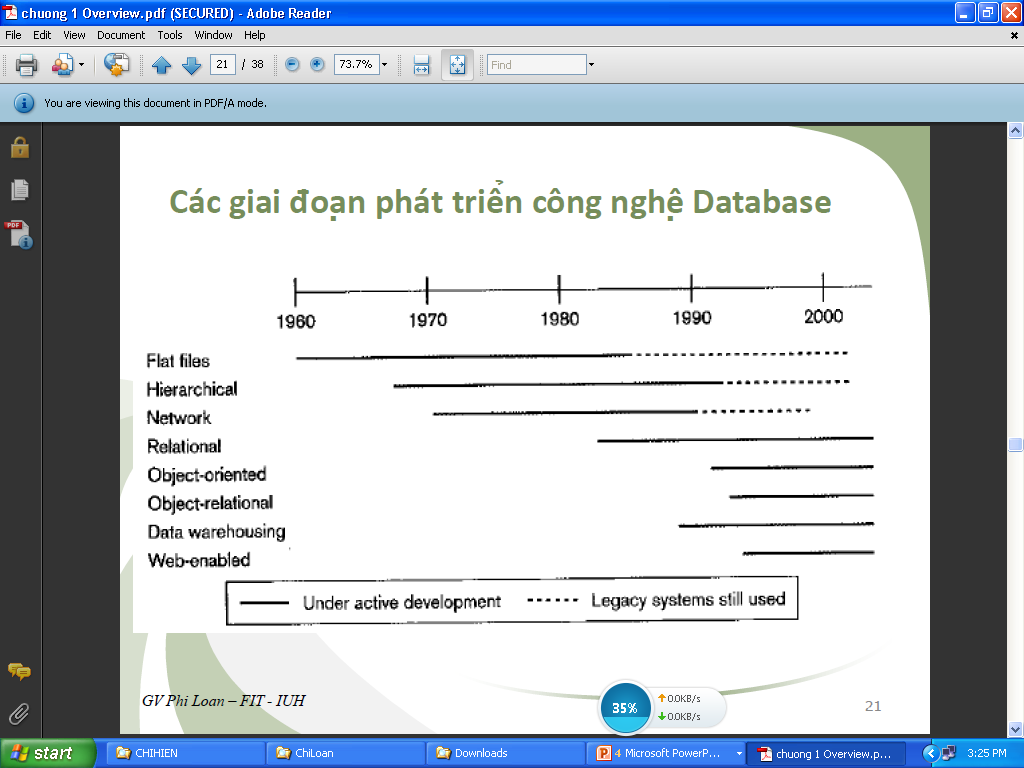 chuong 1 Overview.pdf (SECURED) - Adobe Reader
File Edit View Document Tools Window Help
21 / 38 73.7% Find
You are viewing this document in PDF/A mode.
Các giai đoạn phát triển công nghệ Database
1960 1970 1980 1990 2000
Flat files
Hierarchical
Network
Relational
Object-oriented
Object-relational
Data warehousing
Web-enabled
Under active development Legacy systems still used
GV Phi Loan – FIT - IUH
35%
0.0KB/s
0.0KB/s
21
start CHIHIEN ChiLoan Downloads 4 Microsoft PowerP... chuong 1 Overview.p... 3:25 PM